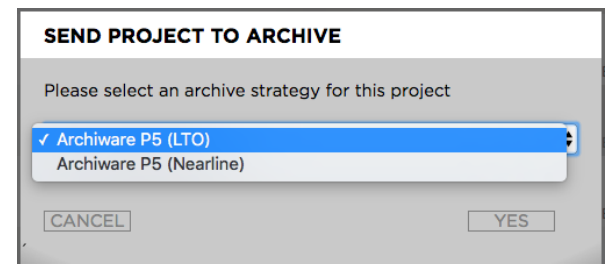 SEND PROJECT TO ARCHIVE
Please select an archive strategy for this project
✓ Archiware P5 (LTO)
Archiware P5 (Nearline)
CANCEL YES